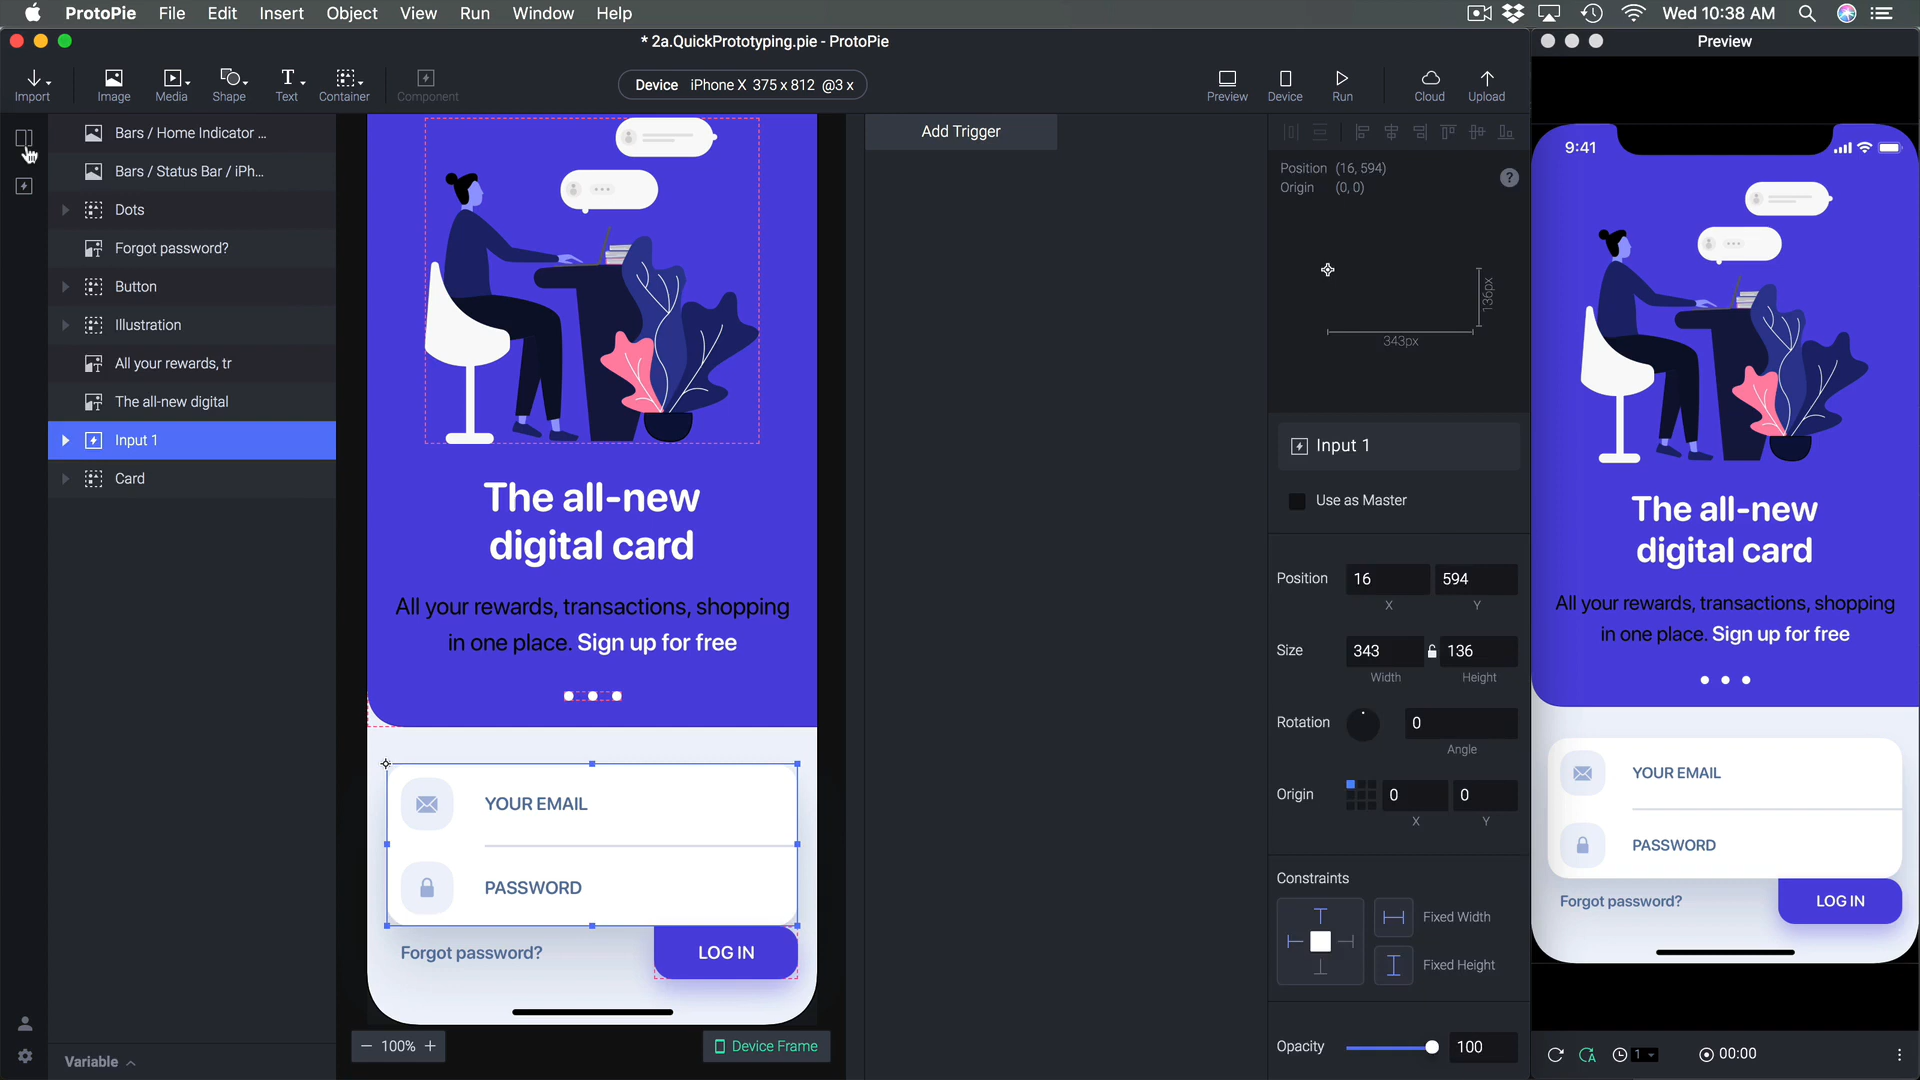 ProtoPie File Edit Insert Object View Run Window Help Wed 10:38 AM
* 2a.QuickPrototyping.pie - ProtoPie
Preview
Import Image Media Shape Text Container Component
Device iPhone X 375 x 812 @3 x
Preview Device Run Cloud Upload
Bars / Home Indicator ...
Bars / Status Bar / iPh...
Dots
Forgot password?
Button
Illustration
All your rewards, tr
The all-new digital
Input 1
Card
Variable
The all-new
digital card
All your rewards, transactions, shopping
in one place. Sign up for free
YOUR EMAIL
PASSWORD
Forgot password?
LOG IN
100%
Device Frame
Add Trigger
Position (16, 594)
Origin (0, 0)
?
136px
343px
Input 1
Use as Master
Position 16 594
X Y
Size 343 136
Width Height
Rotation 0
Angle
Origin 0 0
X Y
Constraints
Fixed Width
Fixed Height
Opacity 100
9:41
The all-new
digital card
All your rewards, transactions, shopping
in one place. Sign up for free
YOUR EMAIL
PASSWORD
Forgot password?
LOG IN
A 1 00:00